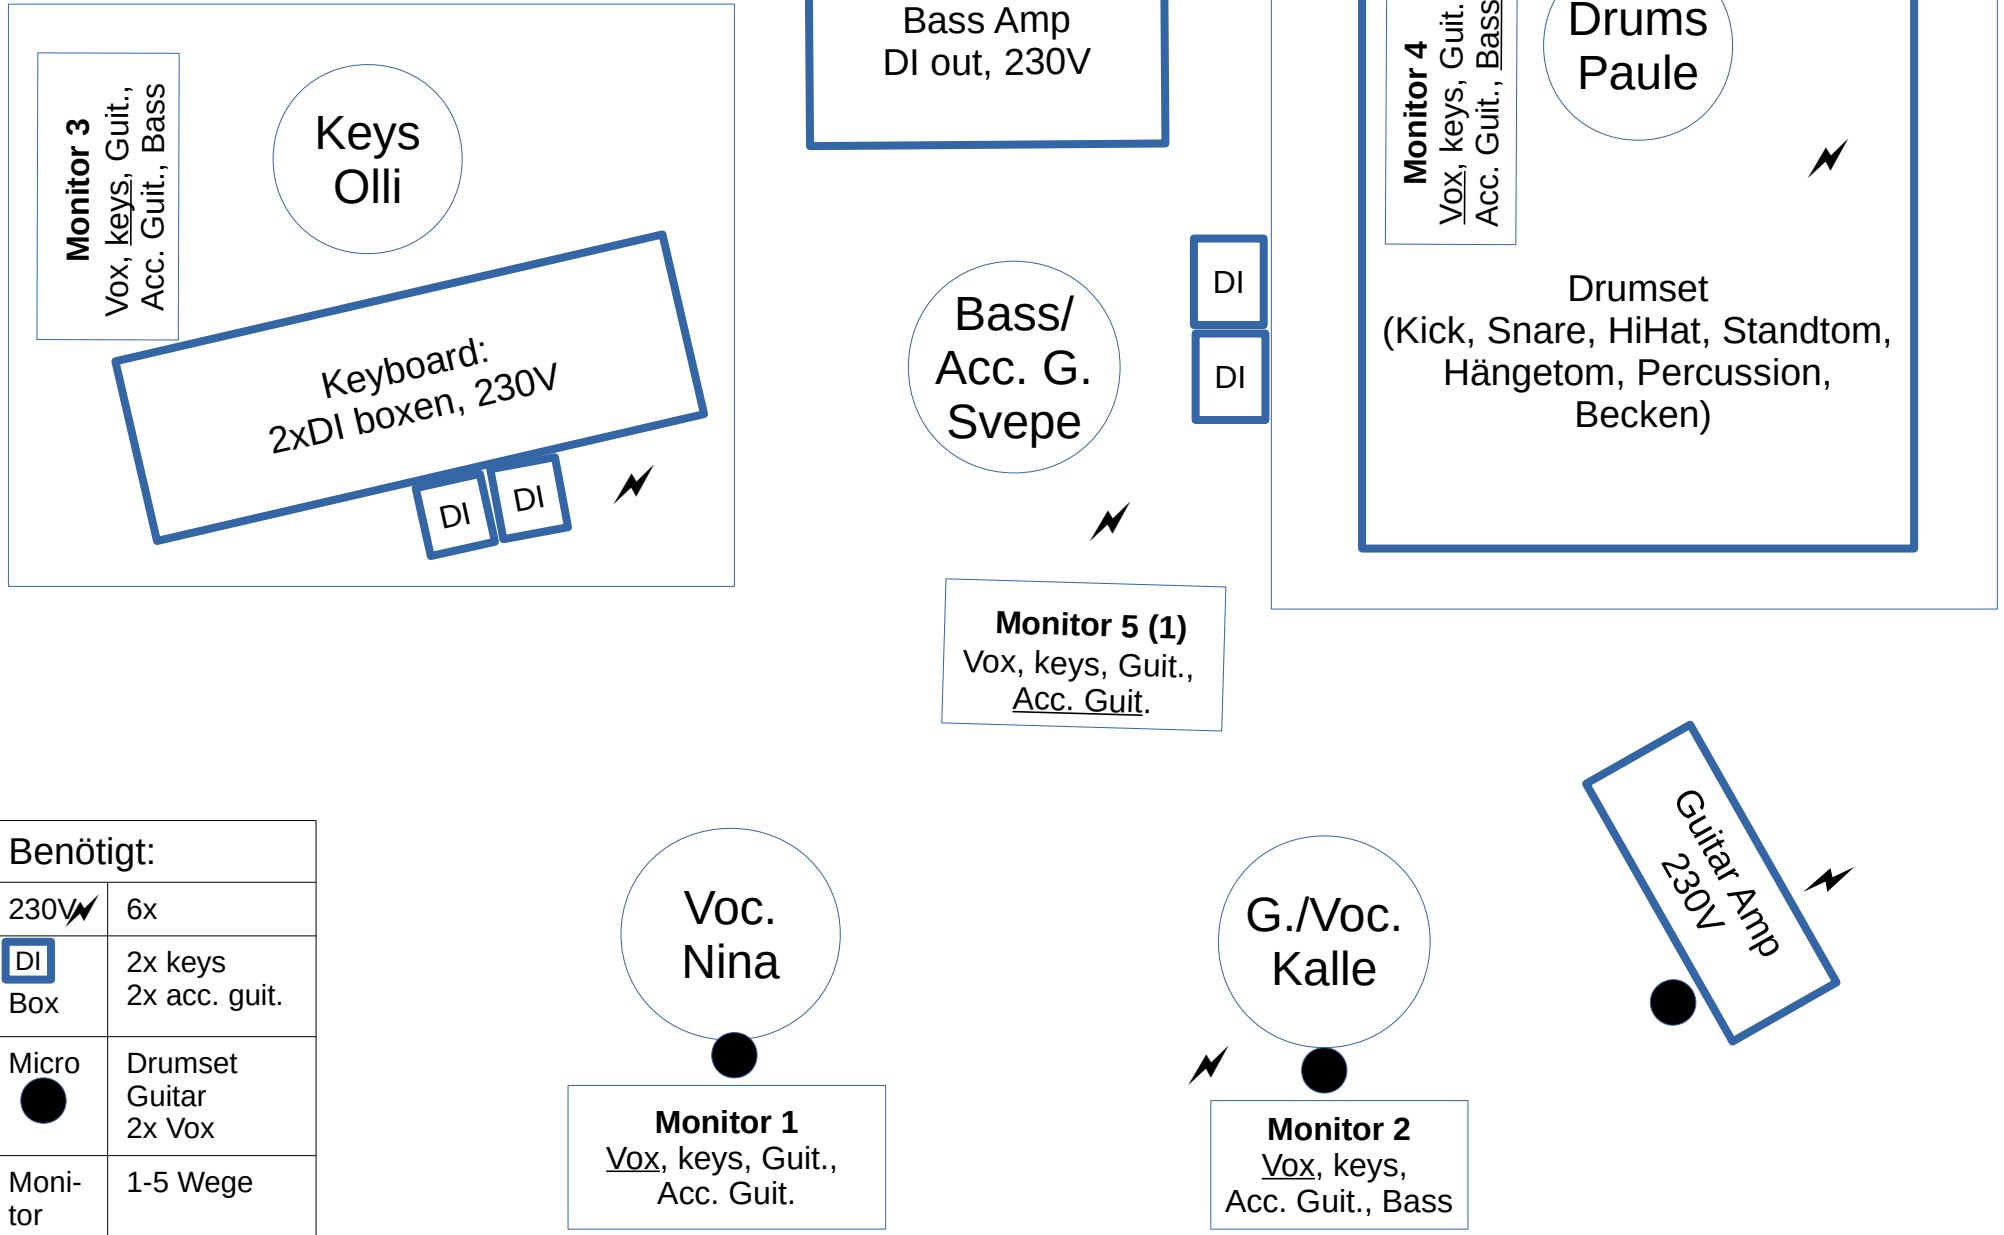 Bass Amp
DI out, 230V
Drums
Paule
Monitor 4
Vox, keys, Guit.
Acc. Guit., Bass
Monitor 3
Vox, keys, Guit.,
Acc. Guit., Bass
Keys
Olli
Keyboard:
2xDI boxen, 230V
DI
DI
Bass/
Acc. G.
Svepe
DI
DI
Drumset
(Kick, Snare, HiHat, Standtom,
Hängetom, Percussion,
Becken)
Monitor 5 (1)
Vox, keys, Guit.,
Acc. Guit.
Guitar Amp
230V
Voc.
Nina
G./Voc.
Kalle
Monitor 1
Vox, keys, Guit.,
Acc. Guit.
Monitor 2
Vox, keys,
Acc. Guit., Bass
Benötigt:
230V
6x
DI
Box
2x keys
2x acc. guit.
Micro
Drumset
Guitar
2x Vox
Moni-
tor
1-5 Wege